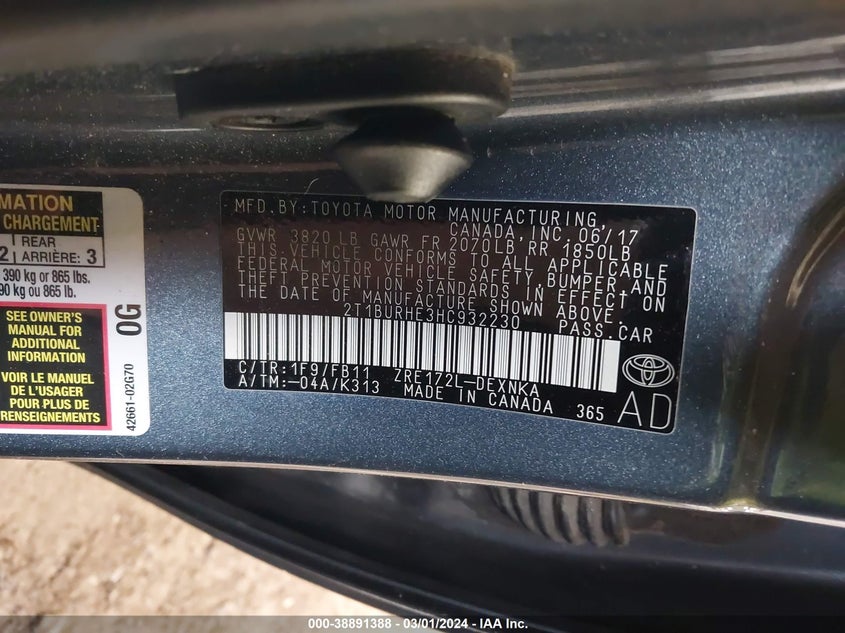 MATION
CHARGEMENT
2 REAR ARRIÈRE: 3
390 kg or 865 lbs.
90 kg ou 865 lb.
SEE OWNER'S
MANUAL FOR
ADDITIONAL
INFORMATION
VOIR LE MANUEL
DE L'USAGER
POUR PLUS DE
RENSEIGNEMENTS
0G
42661-02G70
MFD.BY:TOYOTA MOTOR MANUFACTURING,
CANADA, INC. 06/17
GVWR 3820 LB GAWR FR 2070LB, RR 1850LB
THIS VEHICLE CONFORMS TO ALL APPLICABLE
FEDERAL MOTOR VEHICLE SAFETY, BUMPER, AND
THEFT PREVENTION STANDARDS IN EFFECT ON
THE DATE OF MANUFACTURE SHOWN ABOVE
2T1BURHE3HC932230 PASS.CAR
C/TR:1F9/FB11 ZRE172L-DEXNKA
A/TM:-04A/K313 MADE IN CANADA 365
AD
000-38891388 — 03/01/2024 — IAA Inc.